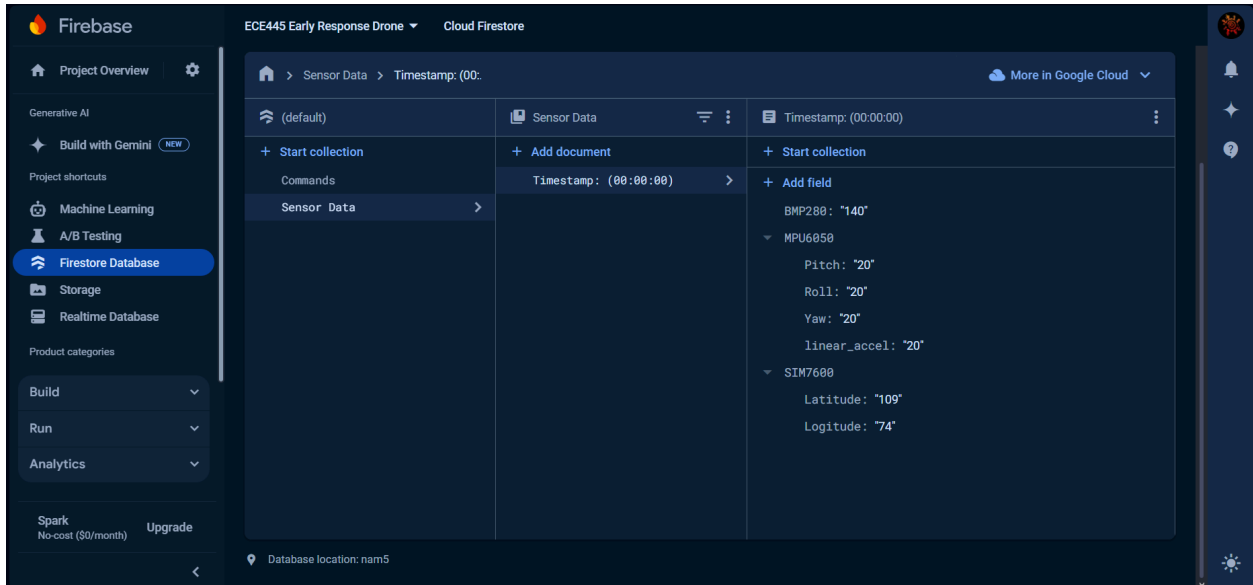 Firebase
ECE445 Early Response Drone
Cloud Firestore
Project Overview
Sensor Data
Timestamp: (00:.
More in Google Cloud
Generative AI
(default)
Sensor Data
Timestamp: (00:00:00)
Build with Gemini NEW
+ Start collection
+ Add document
+ Start collection
Project shortcuts
Commands
Timestamp: (00:00:00)
+ Add field
Machine Learning
Sensor Data
BMP280: "140"
A/B Testing
MPU6050
Firestore Database
Pitch: "20"
Storage
Roll: "20"
Realtime Database
Yaw: "20"
Product categories
linear_accel: "20"
SIM7600
Build
Latitude: "109"
Run
Logitude: "74"
Analytics
Spark
No-cost ($0/month)
Upgrade
Database location: nam5